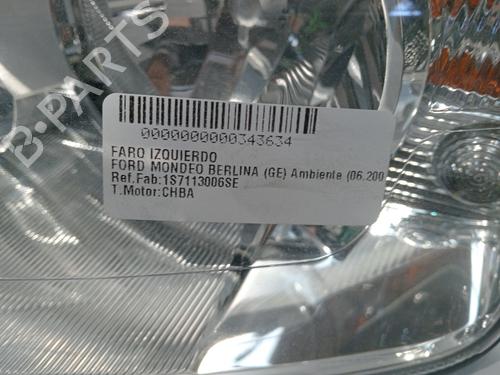 B-PARTS
0000000000343634
FARO IZQUIERDO
FORD MONDEO BERLINA (GE) Ambiente (06.200
Ref.Fab:1S7113006SE
T.Motor:CHBA